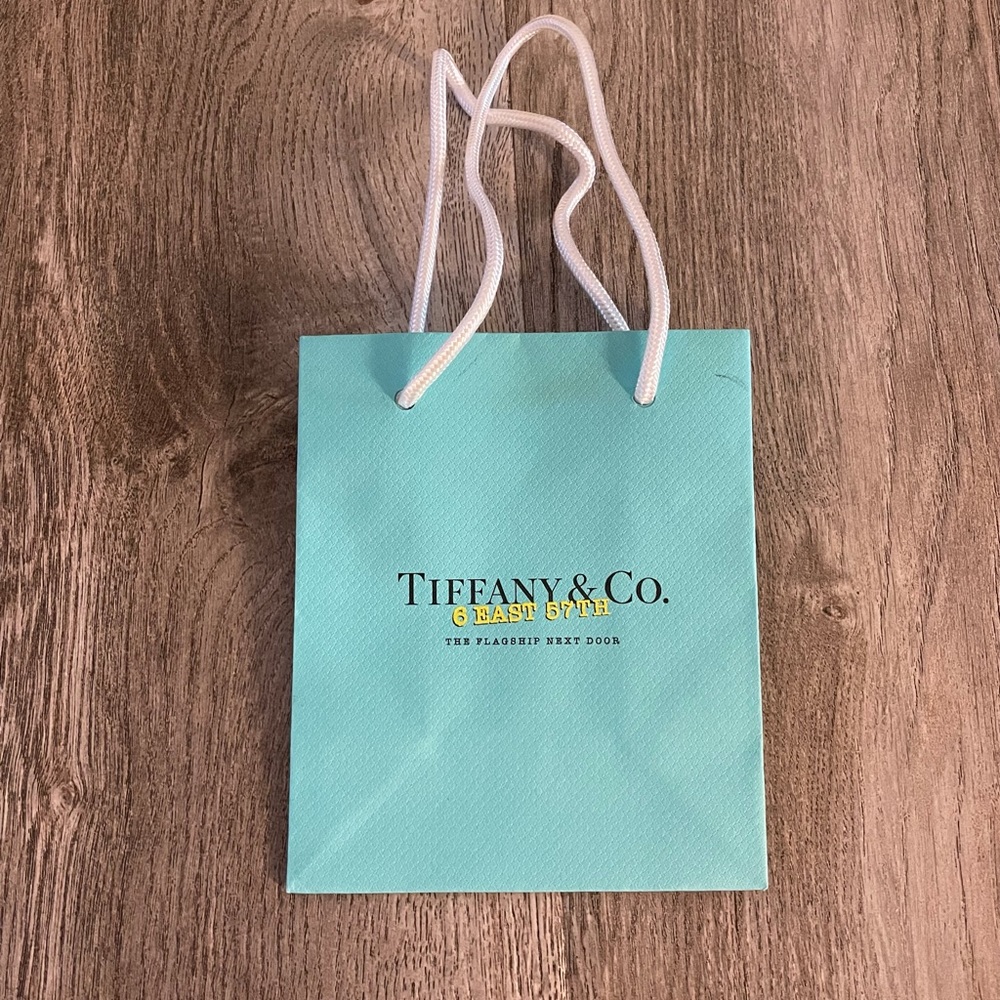 TIFFANY & CO.
6 EAST 57TH
THE FLAGSHIP NEXT DOOR